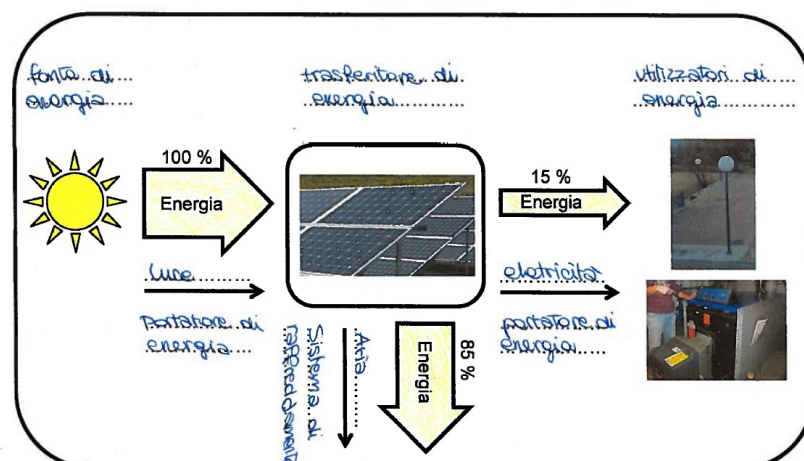 fonte di
energia
trasferitore di
energia
utilizzatori di
energia
100 %
Energia
15 %
Energia
luce
Portatore di
energia
eletricità
portatore di
energia
Aria
Sistema di
raffreddamento
Energia
85 %